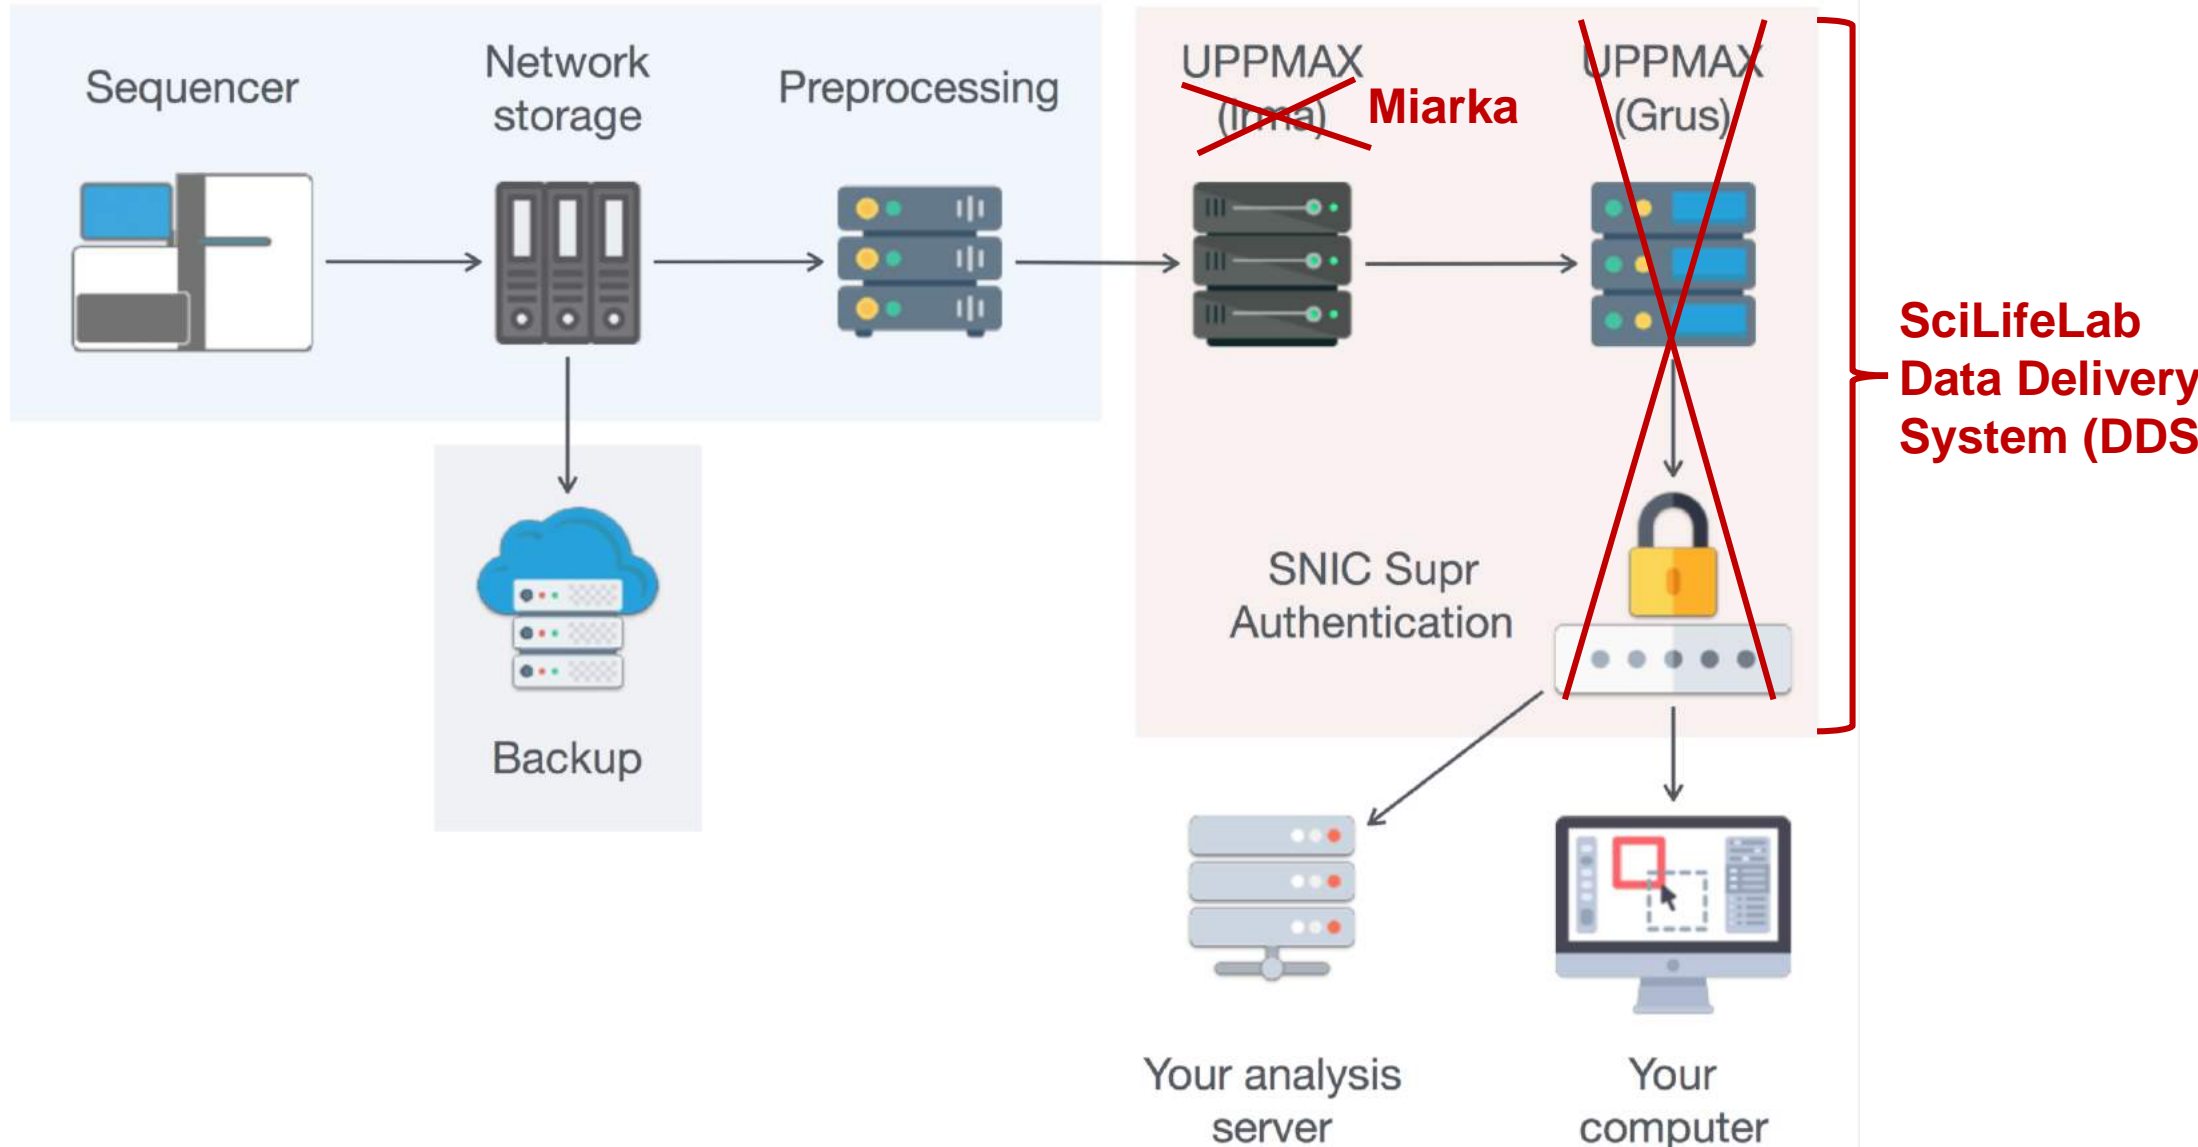 Sequencer
Network
storage
Preprocessing
UPPMAX
(Irma)
Miarka
UPPMAX
(Grus)
SciLifeLab
Data Delivery
System (DDS
SNIC Supr
Authentication
Backup
Your analysis
server
Your
computer